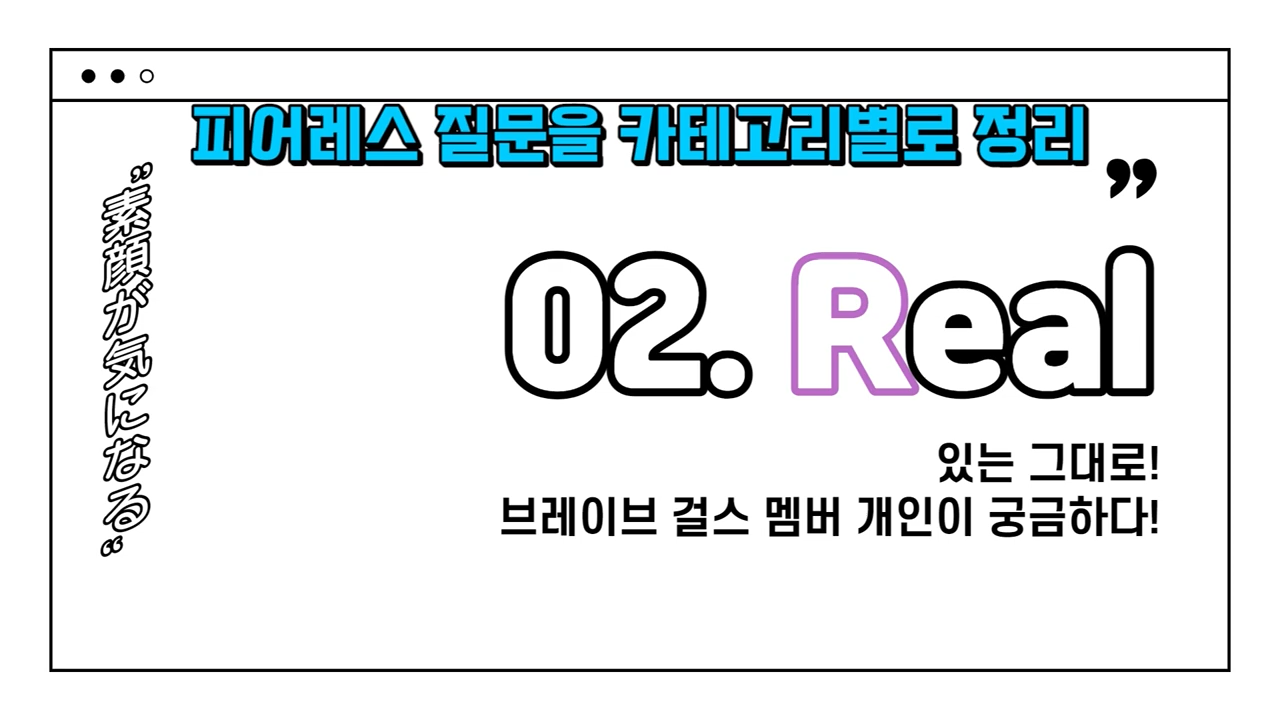 피어레스 질문을 카테고리별로 정리
”素顔が気になる“
”
02. Real
있는 그대로!
브레이브 걸스 멤버 개인이 궁금하다!